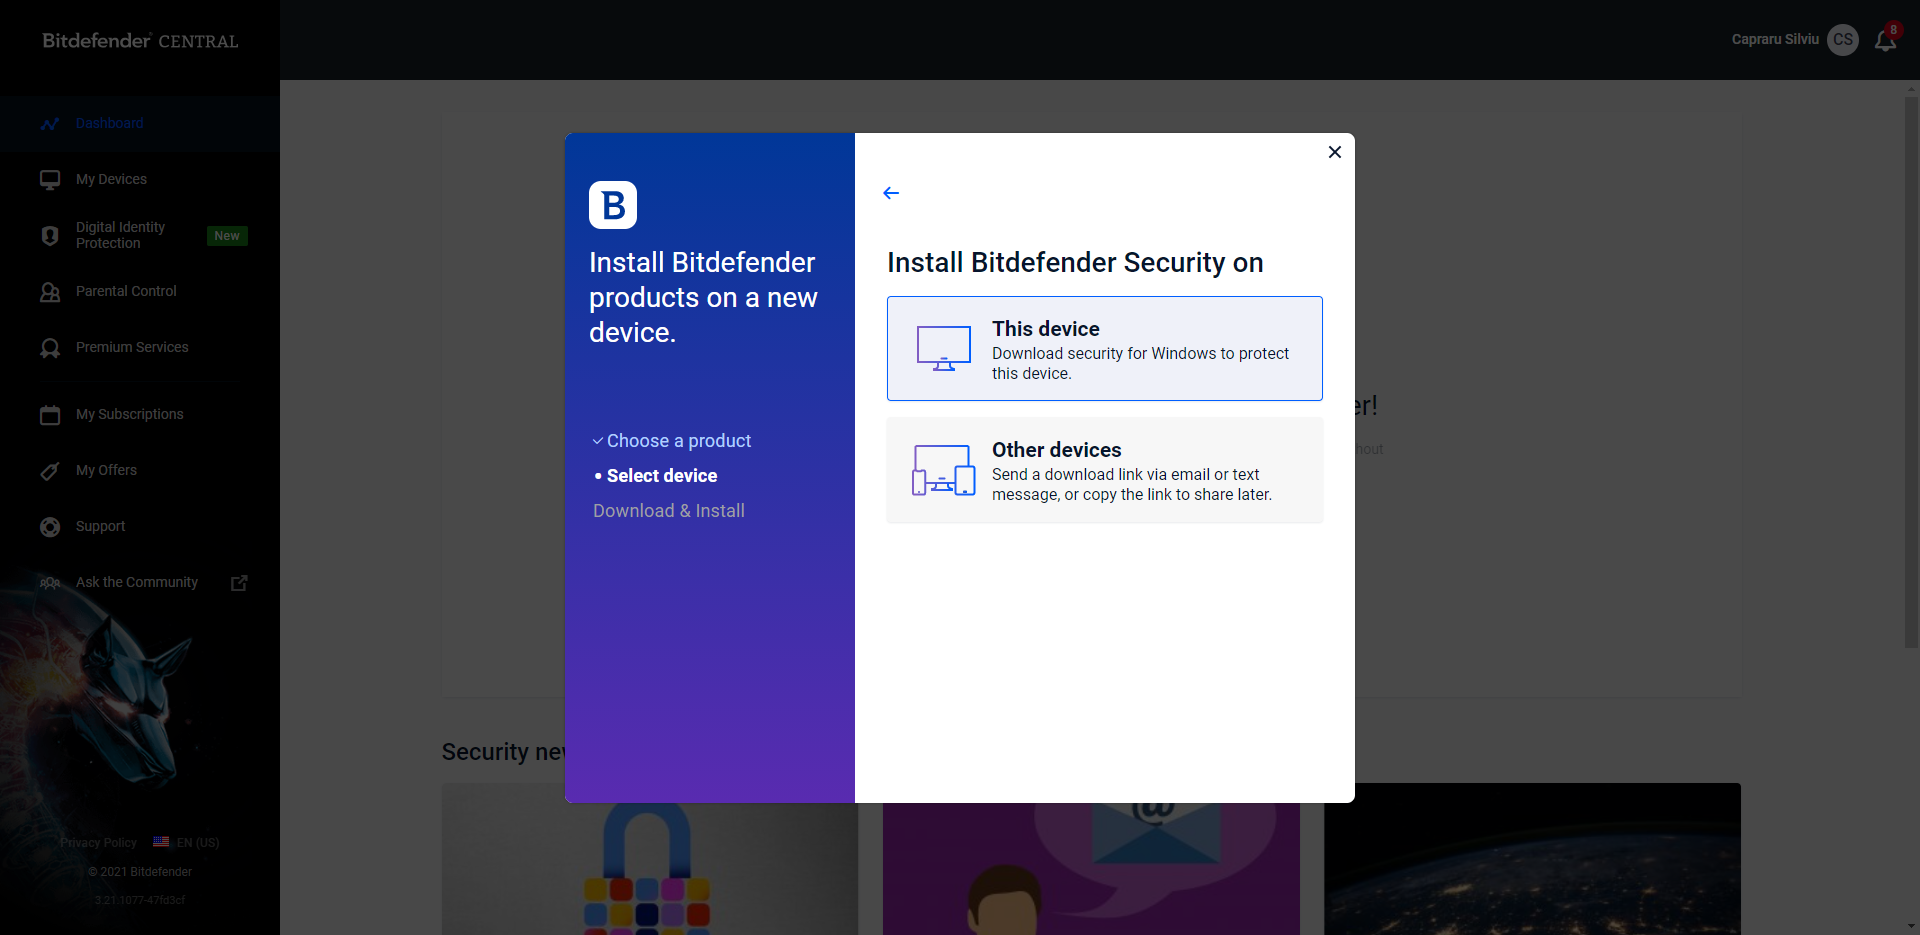 Bitdefender CENTRAL
Capraru Silviu CS 8
Dashboard
My Devices
Digital Identity
Protection
New
Parental Control
Premium Services
My Subscriptions
My Offers
Support
Ask the Community
Privacy Policy EN (US)
© 2021 Bitdefender
3.21.1077-47fd3cf
B
Install Bitdefender
products on a new
device.
Choose a product
• Select device
Download & Install
Install Bitdefender Security on
This device
Download security for Windows to protect
this device.
Other devices
Send a download link via email or text
message, or copy the link to share later.
er!
hout
Security ne
@